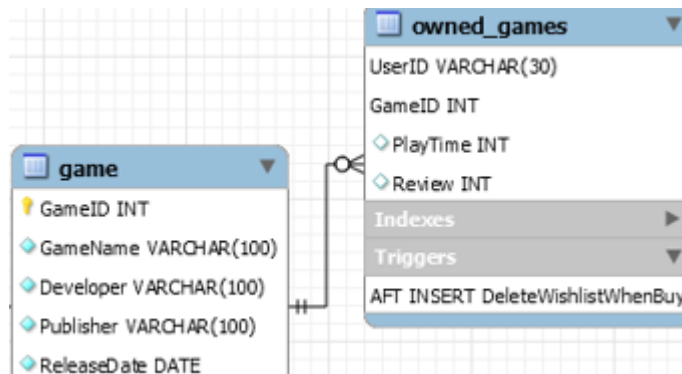 owned_games
UserID VARCHAR(30)
GameID INT
PlayTime INT
Review INT
Indexes
Triggers
AFT INSERT DeleteWishlistWhenBuy
game
GameID INT
GameName VARCHAR(100)
Developer VARCHAR(100)
Publisher VARCHAR(100)
ReleaseDate DATE